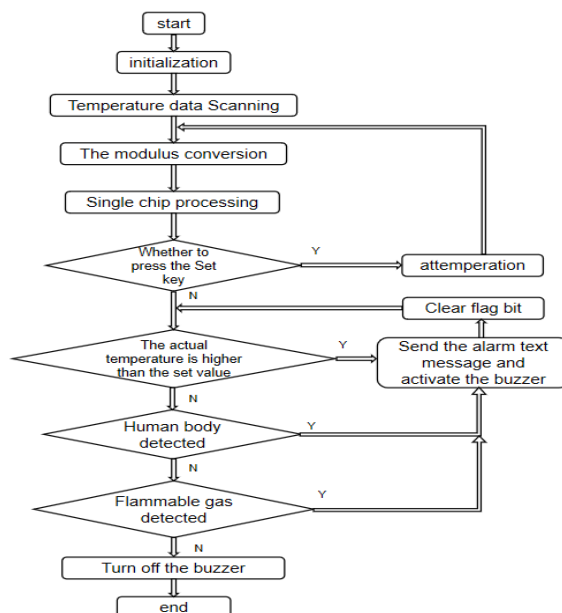 start
initialization
Temperature data Scanning
The modulus conversion
Single chip processing
Whether to
press the Set
key
Y
attemperation
N
Clear flag bit
The actual
temperature is higher
than the set value
Y
Send the alarm text
message and
activate the buzzer
N
Human body
detected
Y
N
Flammable gas
detected
Y
N
Turn off the buzzer
end